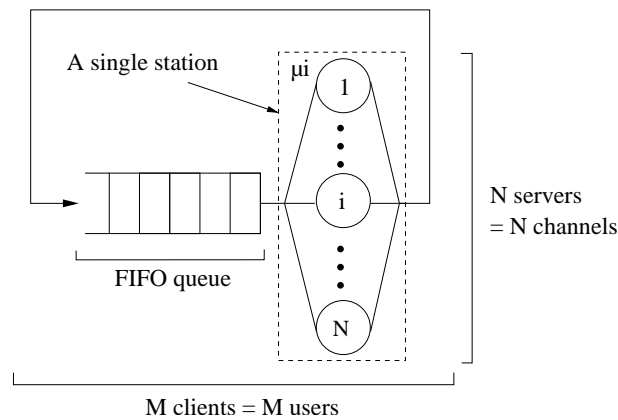 A single station
μi
1
i
N
N servers
= N channels
FIFO queue
M clients = M users